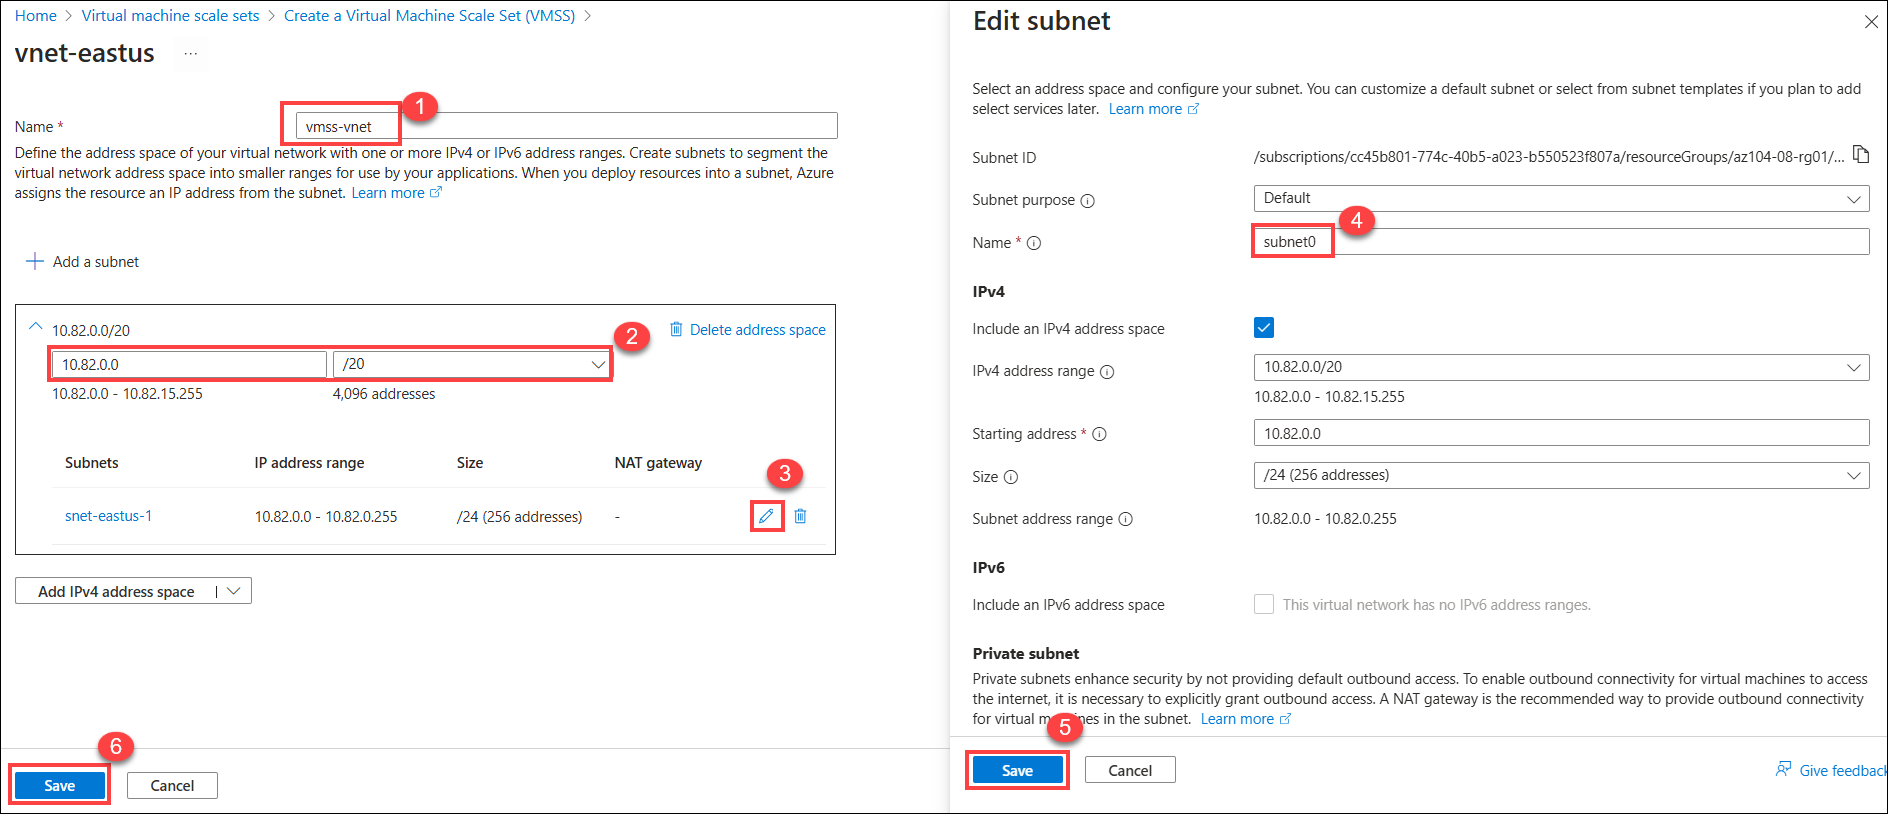 Home > Virtual machine scale sets > Create a Virtual Machine Scale Set (VMSS) >
vnet-eastus ...
1
Name *
vmss-vnet
Define the address space of your virtual network with one or more IPv4 or IPv6 address ranges. Create subnets to segment the
virtual network address space into smaller ranges for use by your applications. When you deploy resources into a subnet, Azure
assigns the resource an IP address from the subnet. Learn more
+ Add a subnet
10.82.0.0/20
Delete address space
2
10.82.0.0
/20
10.82.0.0 - 10.82.15.255
4,096 addresses
Subnets IP address range Size NAT gateway
3
snet-eastus-1 10.82.0.0 - 10.82.0.255 /24 (256 addresses) -
Add IPv4 address space |
6
Save Cancel
Edit subnet
Select an address space and configure your subnet. You can customize a default subnet or select from subnet templates if you plan to add
select services later. Learn more
Subnet ID /subscriptions/cc45b801-774c-40b5-a023-b550523f807a/resourceGroups/az104-08-rg01/...
Subnet purpose Default
4
Name * subnet0
IPv4
Include an IPv4 address space
IPv4 address range 10.82.0.0/20
10.82.0.0 - 10.82.15.255
Starting address * 10.82.0.0
Size /24 (256 addresses)
Subnet address range 10.82.0.0 - 10.82.0.255
IPv6
Include an IPv6 address space This virtual network has no IPv6 address ranges.
Private subnet
Private subnets enhance security by not providing default outbound access. To enable outbound connectivity for virtual machines to access
the internet, it is necessary to explicitly grant outbound access. A NAT gateway is the recommended way to provide outbound connectivity
for virtual machines in the subnet. Learn more
5
Save Cancel
Give feedback